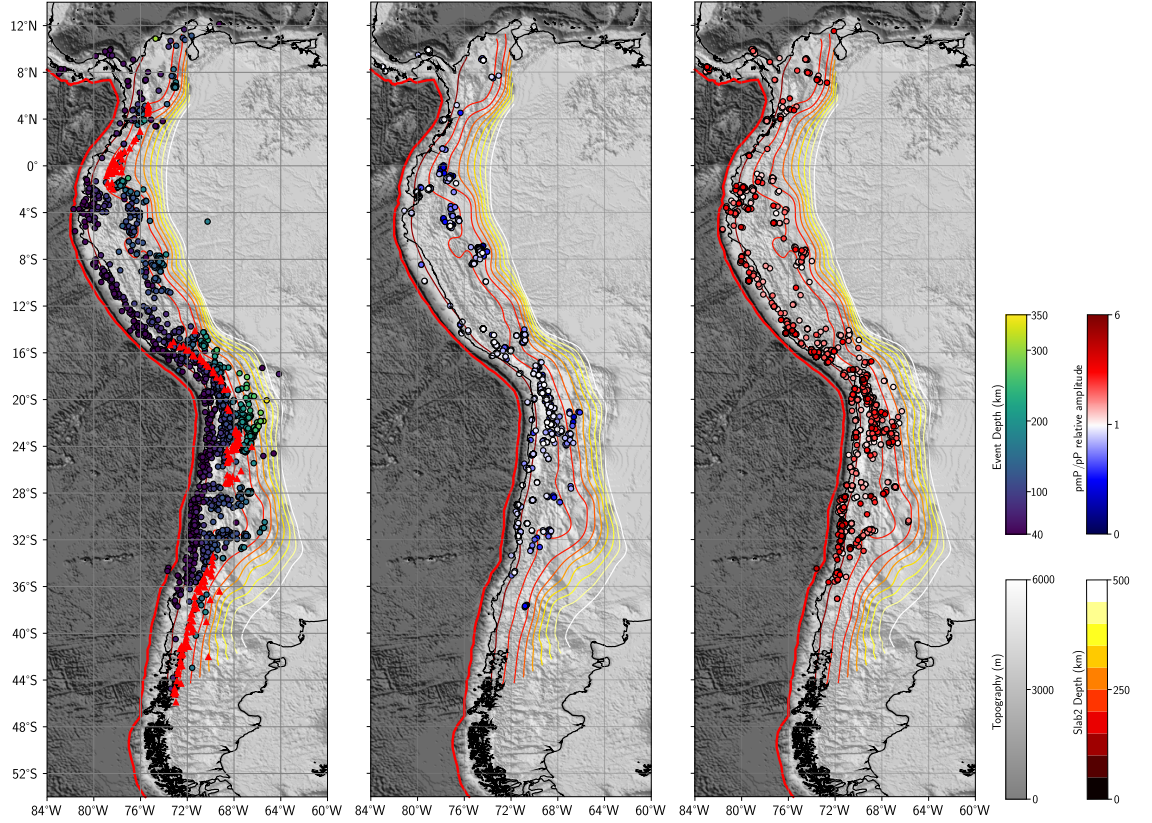 12°N
8°N
4°N
0°
4°S
8°S
12°S
16°S
20°S
24°S
28°S
32°S
36°S
40°S
44°S
48°S
52°S
84°W 80°W 76°W 72°W 68°W 64°W 60°W
84°W 80°W 76°W 72°W 68°W 64°W 60°W
84°W 80°W 76°W 72°W 68°W 64°W 60°W
Event Depth (km)
350
300
200
100
40
pmP/pP relative amplitude
6
1
0
Topography (m)
6000
3000
0
Slab2 Depth (km)
500
250
0